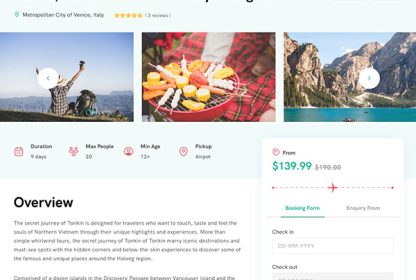 Metropolitan City of Venice, Italy
( 3 reviews )
Duration
9 days
Max People
20
Min Age
12+
Pickup
Airpot
From
$139.99 $190.00
Booking Form
Enquiry From
Check in
DD-MM-YYYY
Check out
Overview
The secret journey of Tonkin is designed for travelers who want to touch, taste and feel the
souls of Northern Vietnam through their unique highlights and experiences. More than
simple whirlwind tours, the secret journey of Tonkin of Tonkin marry iconic destinations and
must-see spots with the hidden corners and below-the-skin experiences to discover some of
the famous and unique places around the Halong region.
Comprised of a dozen islands in the Discovery Passage between Vancouver Island and the